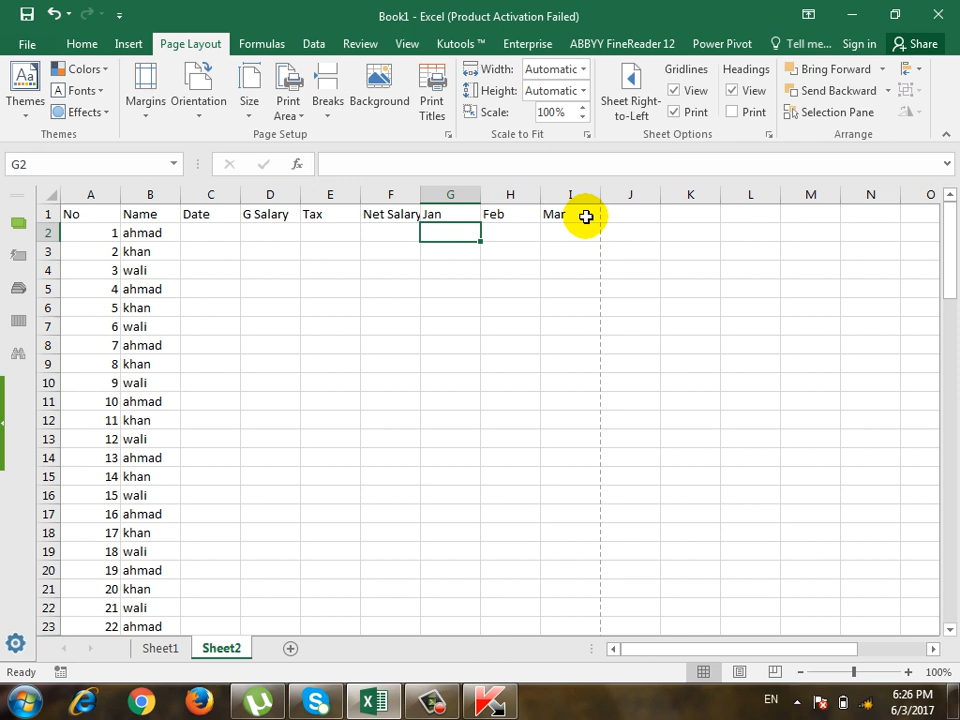 Book1 - Excel (Product Activation Failed)
File Home Insert Page Layout Formulas Data Review View Kutools ™ Enterprise ABBYY FineReader 12 Power Pivot Tell me... Sign in Share
Aa Themes Colors Fonts Effects
A
Margins Orientation Size Print Area Breaks Background Print Titles
Width: Automatic
Height: Automatic
Scale: 100%
Sheet Right-to-Left
Gridlines Headings
View View
Print Print
Bring Forward
Send Backward
Selection Pane
Themes Page Setup Scale to Fit Sheet Options Arrange
G2 fx
A B C D E F G H I J K L M N O
1 No Name Date G Salary Tax Net Salary Jan Feb Mar
2 1 ahmad
3 2 khan
4 3 wali
5 4 ahmad
6 5 khan
7 6 wali
8 7 ahmad
9 8 khan
10 9 wali
11 10 ahmad
12 11 khan
13 12 wali
14 13 ahmad
15 14 khan
16 15 wali
17 16 ahmad
18 17 khan
19 18 wali
20 19 ahmad
21 20 khan
22 21 wali
23 22 ahmad
Sheet1 Sheet2
Ready 100%
EN 6:26 PM
6/3/2017